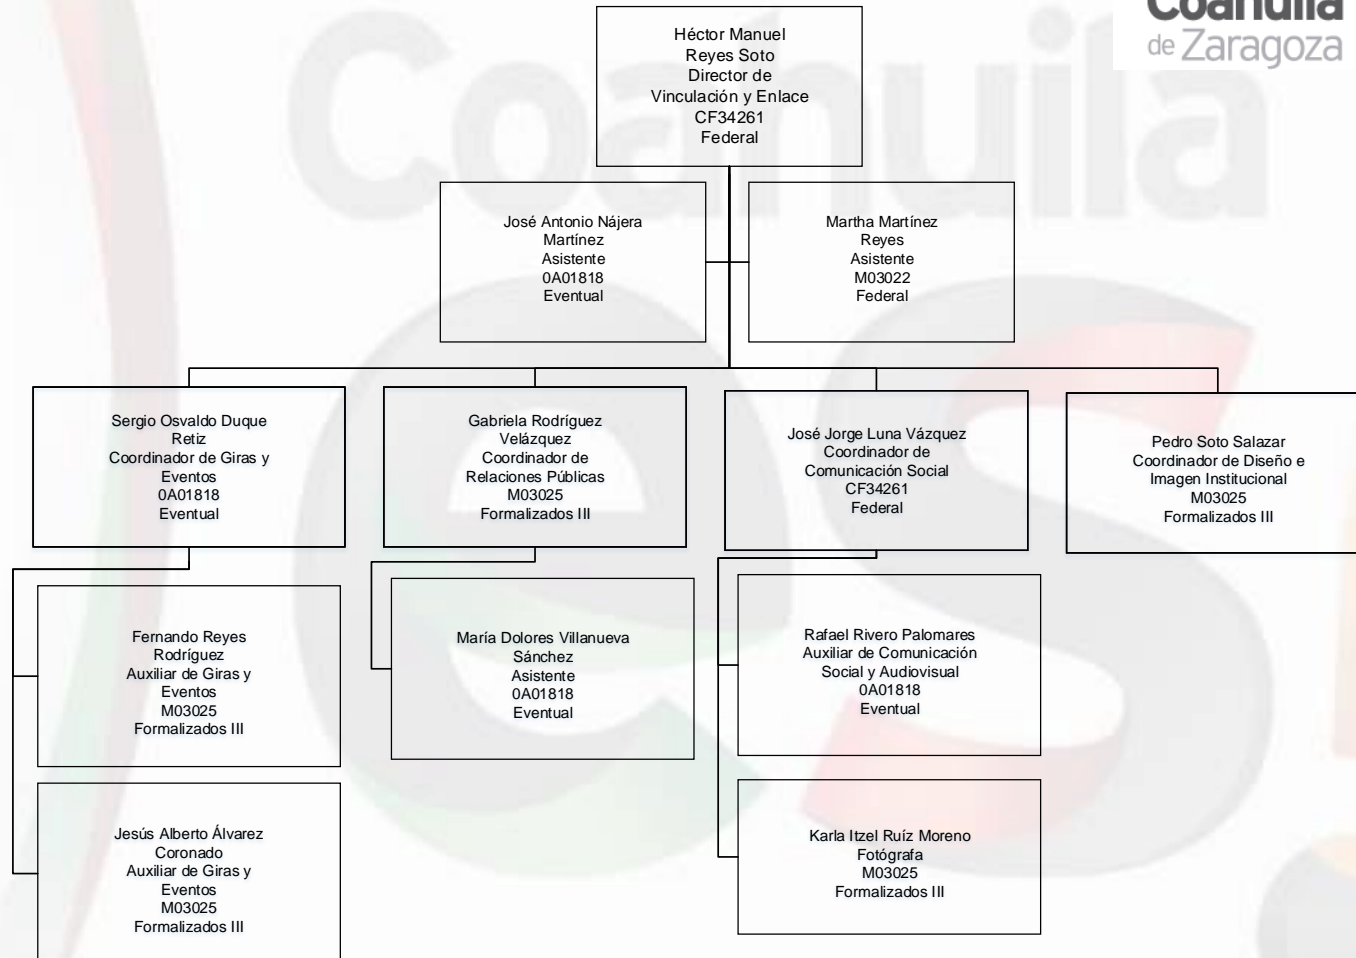 Coahuila
de Zaragoza
Coahuila
es
Héctor Manuel
Reyes Soto
Director de
Vinculación y Enlace
CF34261
Federal
José Antonio Nájera
Martínez
Asistente
0A01818
Eventual
Martha Martínez
Reyes
Asistente
M03022
Federal
Sergio Osvaldo Duque
Retiz
Coordinador de Giras y
Eventos
0A01818
Eventual
Gabriela Rodríguez
Velázquez
Coordinador de
Relaciones Públicas
M03025
Formalizados III
José Jorge Luna Vázquez
Coordinador de
Comunicación Social
CF34261
Federal
Pedro Soto Salazar
Coordinador de Diseño e
Imagen Institucional
M03025
Formalizados III
Fernando Reyes
Rodríguez
Auxiliar de Giras y
Eventos
M03025
Formalizados III
Jesús Alberto Álvarez
Coronado
Auxiliar de Giras y
Eventos
M03025
Formalizados III
María Dolores Villanueva
Sánchez
Asistente
0A01818
Eventual
Rafael Rivero Palomares
Auxiliar de Comunicación
Social y Audiovisual
0A01818
Eventual
Karla Itzel Ruíz Moreno
Fotógrafa
M03025
Formalizados III